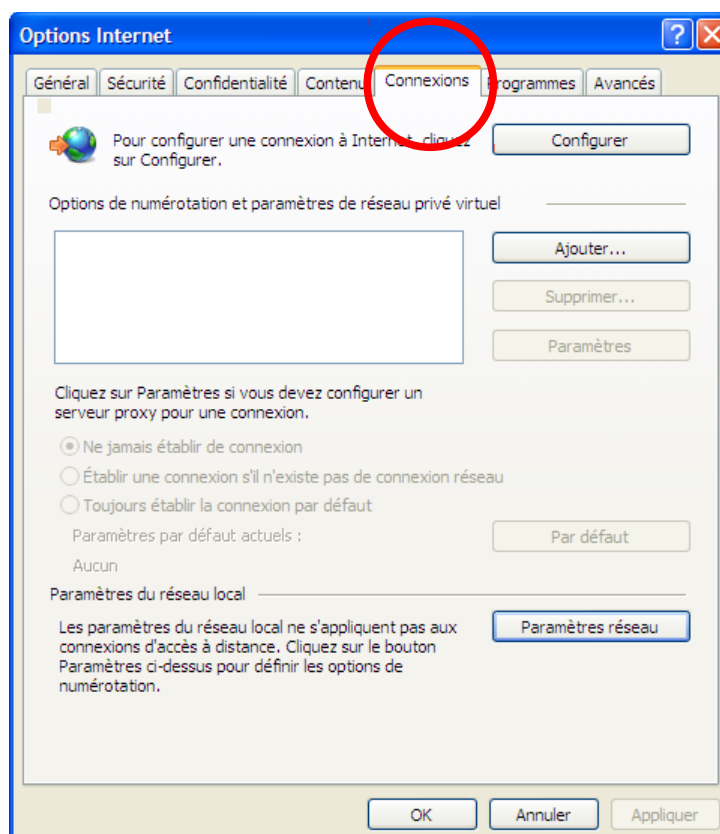 Options Internet
Général Sécurité Confidentialité Contenu Connexions Programmes Avancés
Pour configurer une connexion à Internet, cliquez
sur Configurer.
Configurer
Options de numérotation et paramètres de réseau privé virtuel
Ajouter...
Supprimer...
Paramètres
Cliquez sur Paramètres si vous devez configurer un
serveur proxy pour une connexion.
Ne jamais établir de connexion
Établir une connexion s'il n'existe pas de connexion réseau
Toujours établir la connexion par défaut
Paramètres par défaut actuels :
Par défaut
Aucun
Paramètres du réseau local
Les paramètres du réseau local ne s'appliquent pas aux
connexions d'accès à distance. Cliquez sur le bouton
Paramètres ci-dessus pour définir les options de
numérotation.
Paramètres réseau
OK Annuler Appliquer